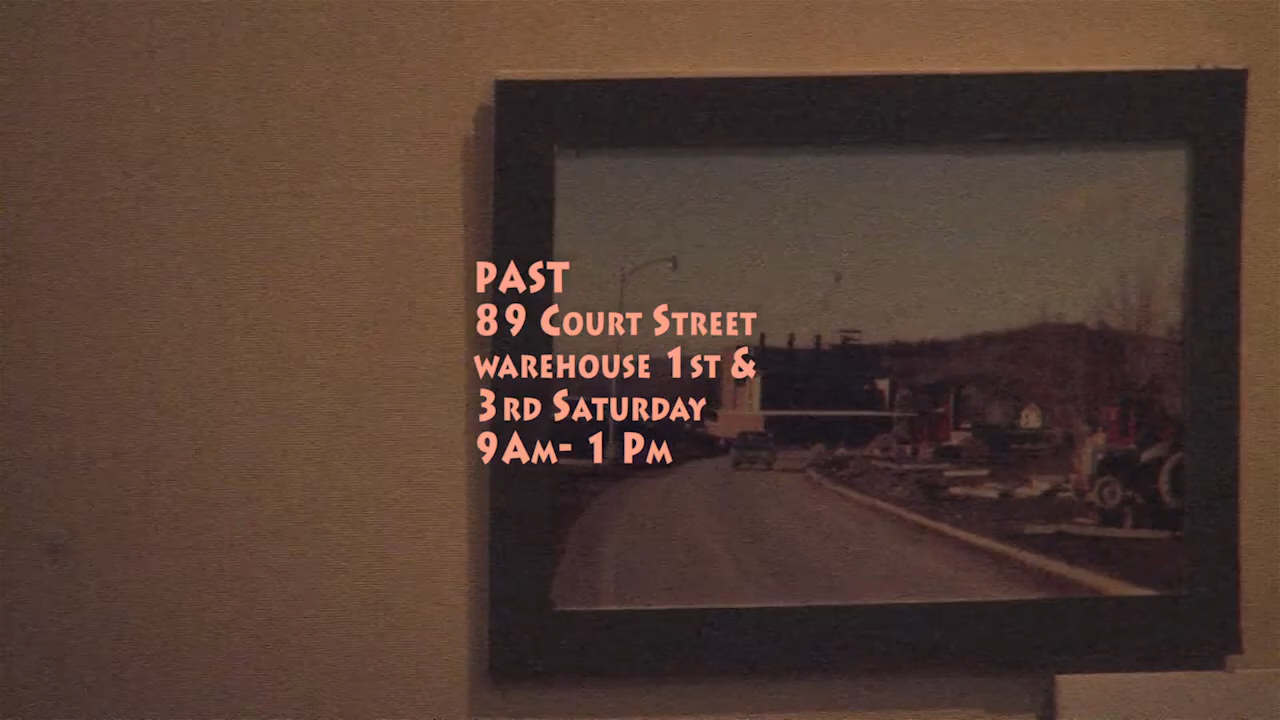 PAST
89 Court Street
warehouse 1st &
3rd Saturday
9Am- 1 Pm